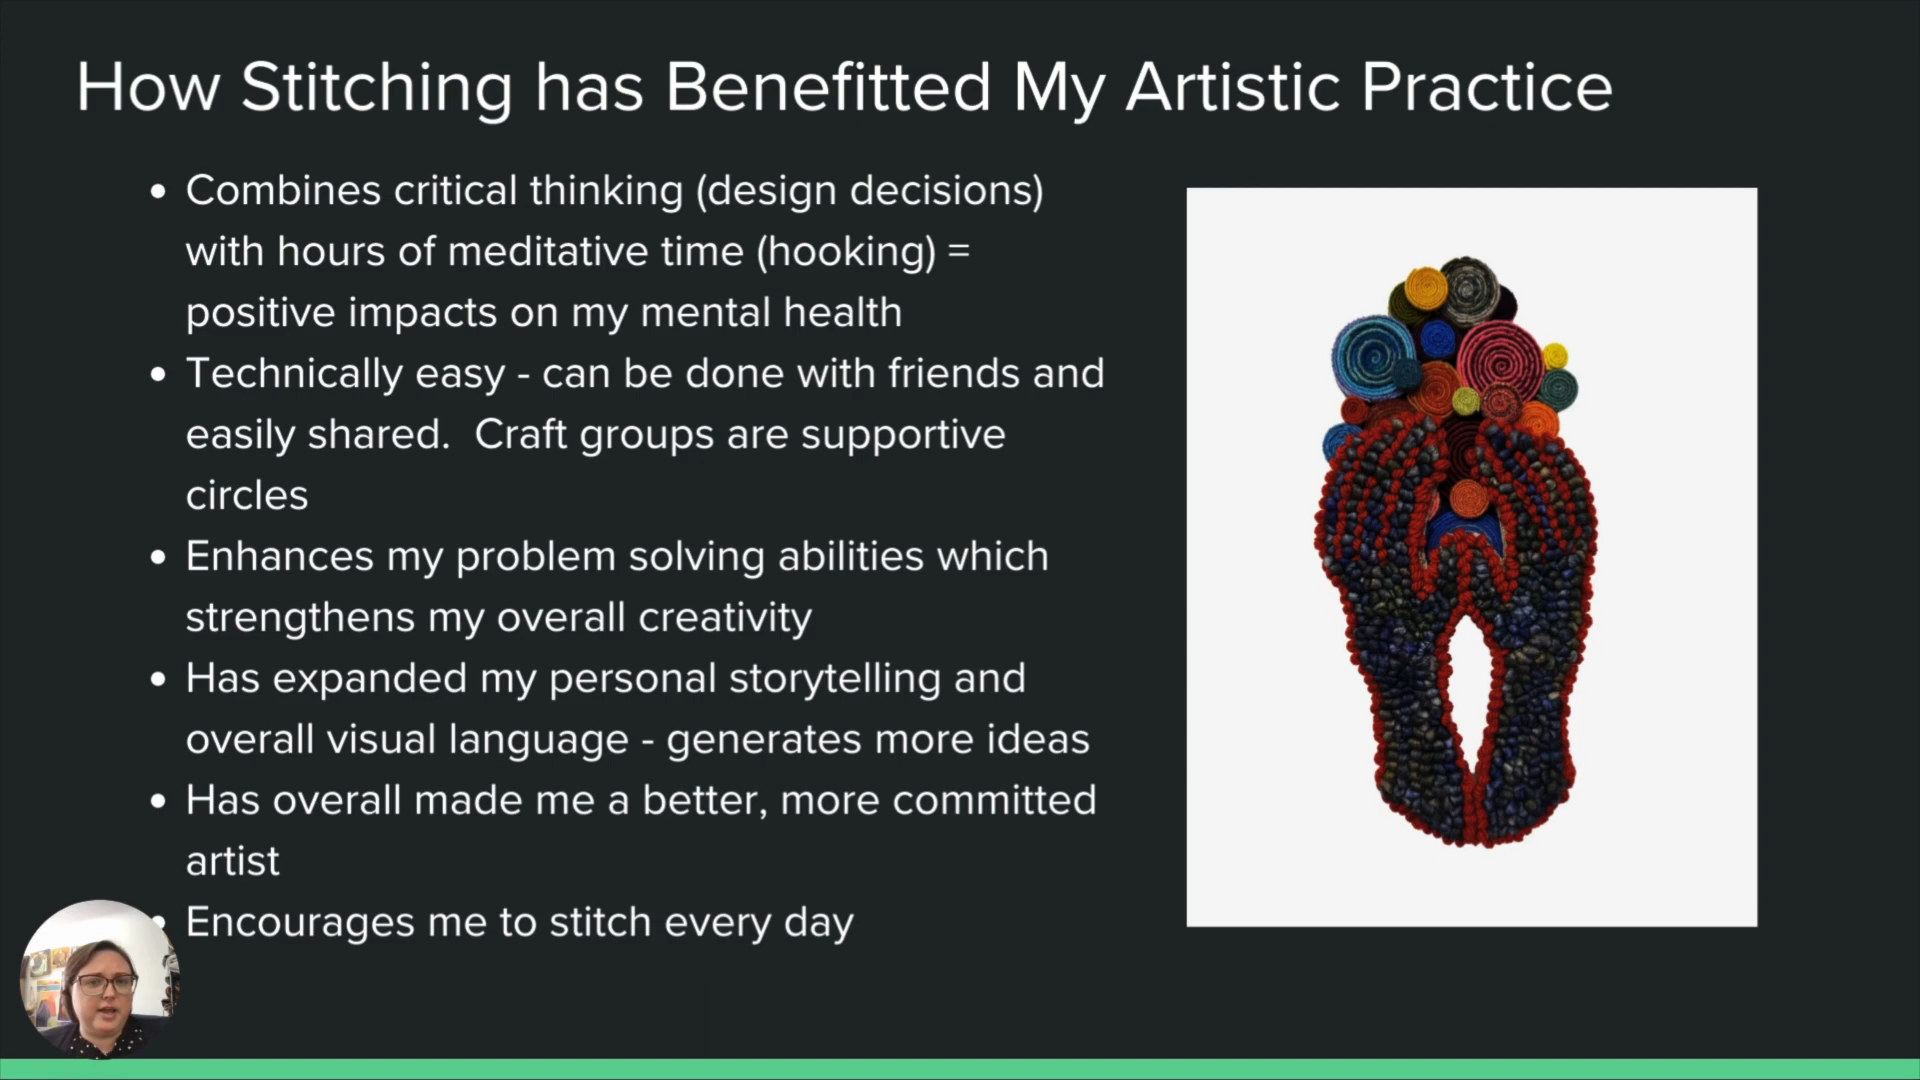 How Stitching has Benefitted My Artistic Practice
• Combines critical thinking (design decisions)
with hours of meditative time (hooking) =
positive impacts on my mental health
• Technically easy - can be done with friends and
easily shared.  Craft groups are supportive
circles
• Enhances my problem solving abilities which
strengthens my overall creativity
• Has expanded my personal storytelling and
overall visual language - generates more ideas
• Has overall made me a better, more committed
artist
• Encourages me to stitch every day